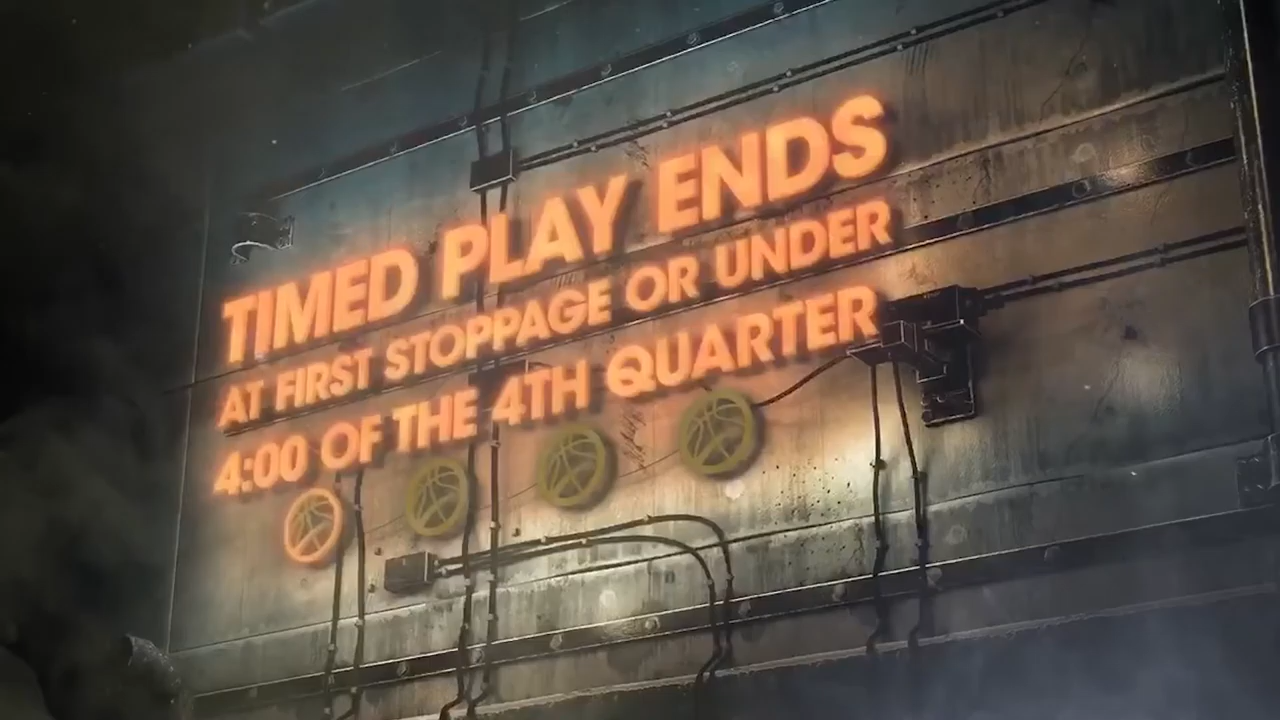 TIMED PLAY ENDS
AT FIRST STOPPAGE OR UNDER
4:00 OF THE 4TH QUARTER